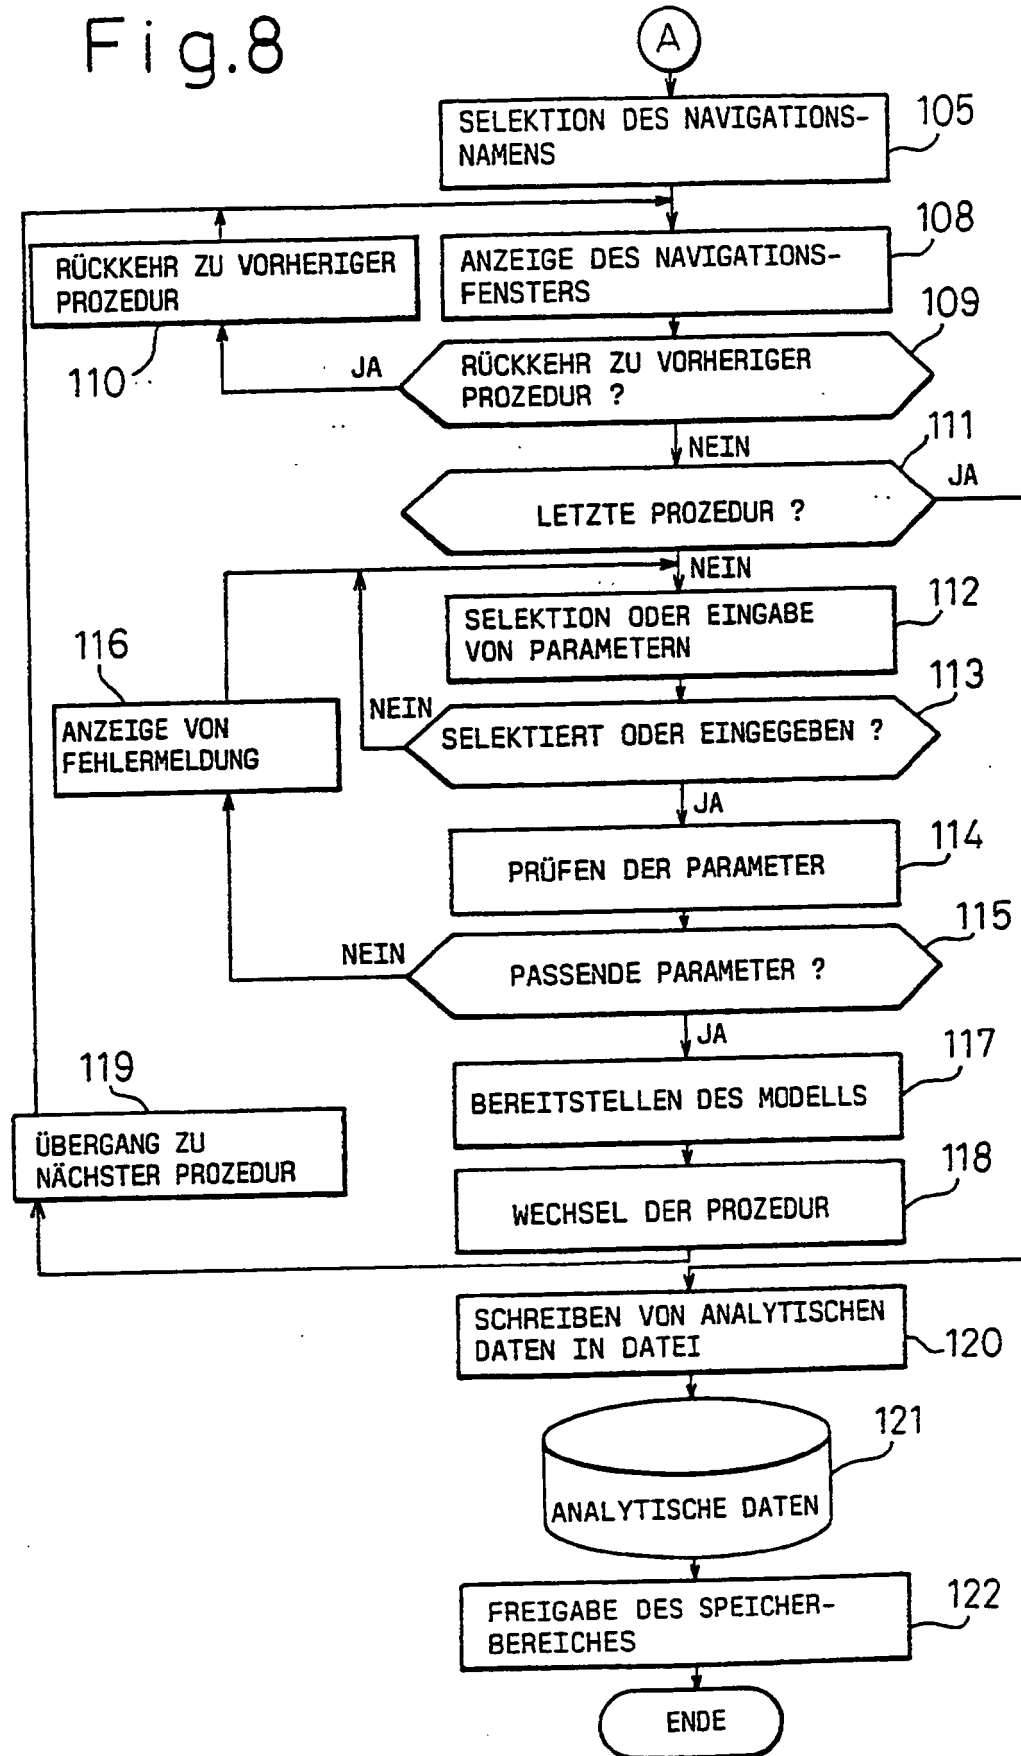 Fig.8
A
SELEKTION DES NAVIGATIONS-
NAMENS
105
RÜCKKEHR ZU VORHERIGER
PROZEDUR
110
ANZEIGE DES NAVIGATIONS-
FENSTERS
108
JA
RÜCKKEHR ZU VORHERIGER
PROZEDUR ?
109
NEIN
LETZTE PROZEDUR ?
111
JA
NEIN
SELEKTION ODER EINGABE
VON PARAMETERN
112
116
ANZEIGE VON
FEHLERMELDUNG
NEIN
SELEKTIERT ODER EINGEGEBEN ?
113
JA
PRÜFEN DER PARAMETER
114
NEIN
PASSENDE PARAMETER ?
115
JA
BEREITSTELLEN DES MODELLS
117
119
ÜBERGANG ZU
NÄCHSTER PROZEDUR
WECHSEL DER PROZEDUR
118
SCHREIBEN VON ANALYTISCHEN
DATEN IN DATEI
120
ANALYTISCHE DATEN
121
FREIGABE DES SPEICHER-
BEREICHES
122
ENDE